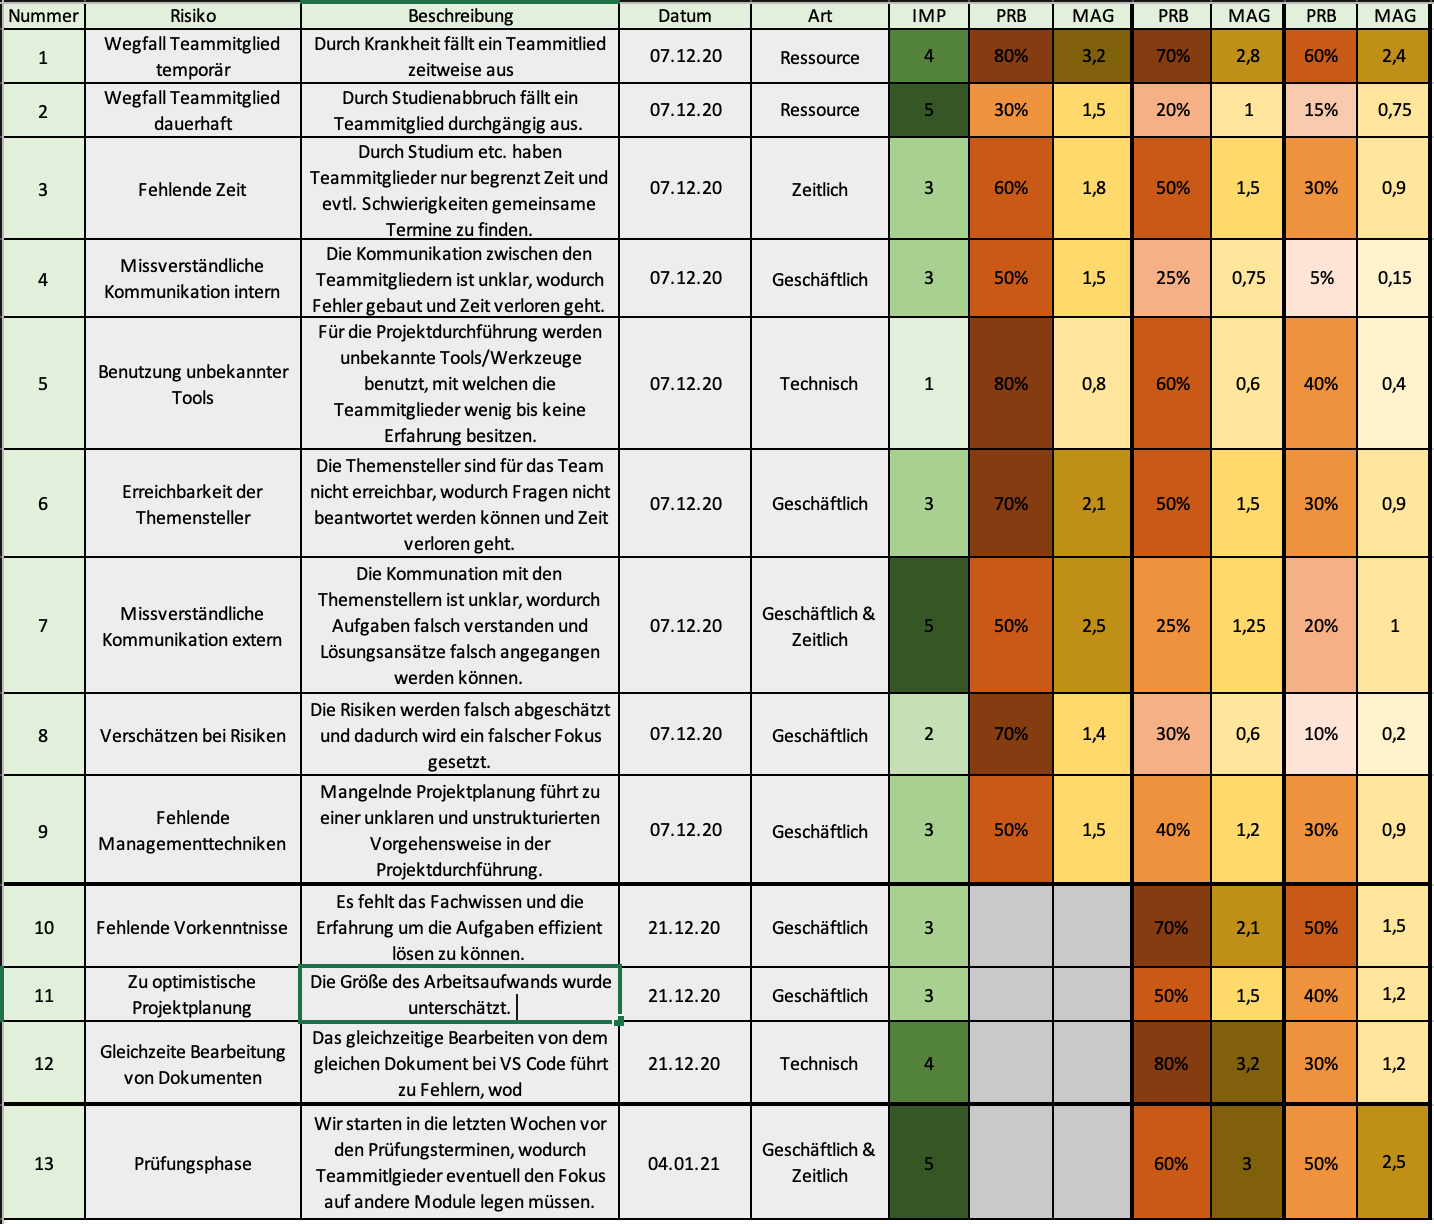 Nummer Risiko Beschreibung Datum Art IMP PRB MAG PRB MAG PRB MAG
1
Wegfall Teammitglied
temporär
Durch Krankheit fällt ein Teammitlied
zeitweise aus
07.12.20 Ressource 4 80% 3,2 70% 2,8 60% 2,4
2
Wegfall Teammitglied
dauerhaft
Durch Studienabbruch fällt ein
Teammitglied durchgängig aus.
07.12.20 Ressource 5 30% 1,5 20% 1 15% 0,75
3
Fehlende Zeit
Durch Studium etc. haben
Teammitglieder nur begrenzt Zeit und
evtl. Schwierigkeiten gemeinsame
Termine zu finden.
07.12.20 Zeitlich 3 60% 1,8 50% 1,5 30% 0,9
4
Missverständliche
Kommunikation intern
Die Kommunikation zwischen den
Teammitgliedern ist unklar, wodurch
Fehler gebaut und Zeit verloren geht.
07.12.20 Geschäftlich 3 50% 1,5 25% 0,75 5% 0,15
5
Benutzung unbekannter
Tools
Für die Projektdurchführung werden
unbekannte Tools/Werkzeuge
benutzt, mit welchen die
Teammitglieder wenig bis keine
Erfahrung besitzen.
07.12.20 Technisch 1 80% 0,8 60% 0,6 40% 0,4
6
Erreichbarkeit der
Themensteller
Die Themensteller sind für das Team
nicht erreichbar, wodurch Fragen nicht
beantwortet werden können und Zeit
verloren geht.
07.12.20 Geschäftlich 3 70% 2,1 50% 1,5 30% 0,9
7
Missverständliche
Kommunikation extern
Die Kommunation mit den
Themenstellern ist unklar, wordurch
Aufgaben falsch verstanden und
Lösungsansätze falsch angegangen
werden können.
07.12.20
Geschäftlich &
Zeitlich
5 50% 2,5 25% 1,25 20% 1
8
Verschätzen bei Risiken
Die Risiken werden falsch abgeschätzt
und dadurch wird ein falscher Fokus
gesetzt.
07.12.20 Geschäftlich 2 70% 1,4 30% 0,6 10% 0,2
9
Fehlende
Managementtechniken
Mangelnde Projektplanung führt zu
einer unklaren und unstrukturierten
Vorgehensweise in der
Projektdurchführung.
07.12.20 Geschäftlich 3 50% 1,5 40% 1,2 30% 0,9
10
Fehlende Vorkenntnisse
Es fehlt das Fachwissen und die
Erfahrung um die Aufgaben effizient
lösen zu können.
21.12.20 Geschäftlich 3 70% 2,1 50% 1,5
11
Zu optimistische
Projektplanung
Die Größe des Arbeitsaufwands wurde
unterschätzt.
21.12.20 Geschäftlich 3 50% 1,5 40% 1,2
12
Gleichzeite Bearbeitung
von Dokumenten
Das gleichzeitige Bearbeiten von dem
gleichen Dokument bei VS Code führt
zu Fehlern, wod
21.12.20 Technisch 4 80% 3,2 30% 1,2
13
Prüfungsphase
Wir starten in die letzten Wochen vor
den Prüfungsterminen, wodurch
Teammitlgieder eventuell den Fokus
auf andere Module legen müssen.
04.01.21
Geschäftlich &
Zeitlich
5 60% 3 50% 2,5